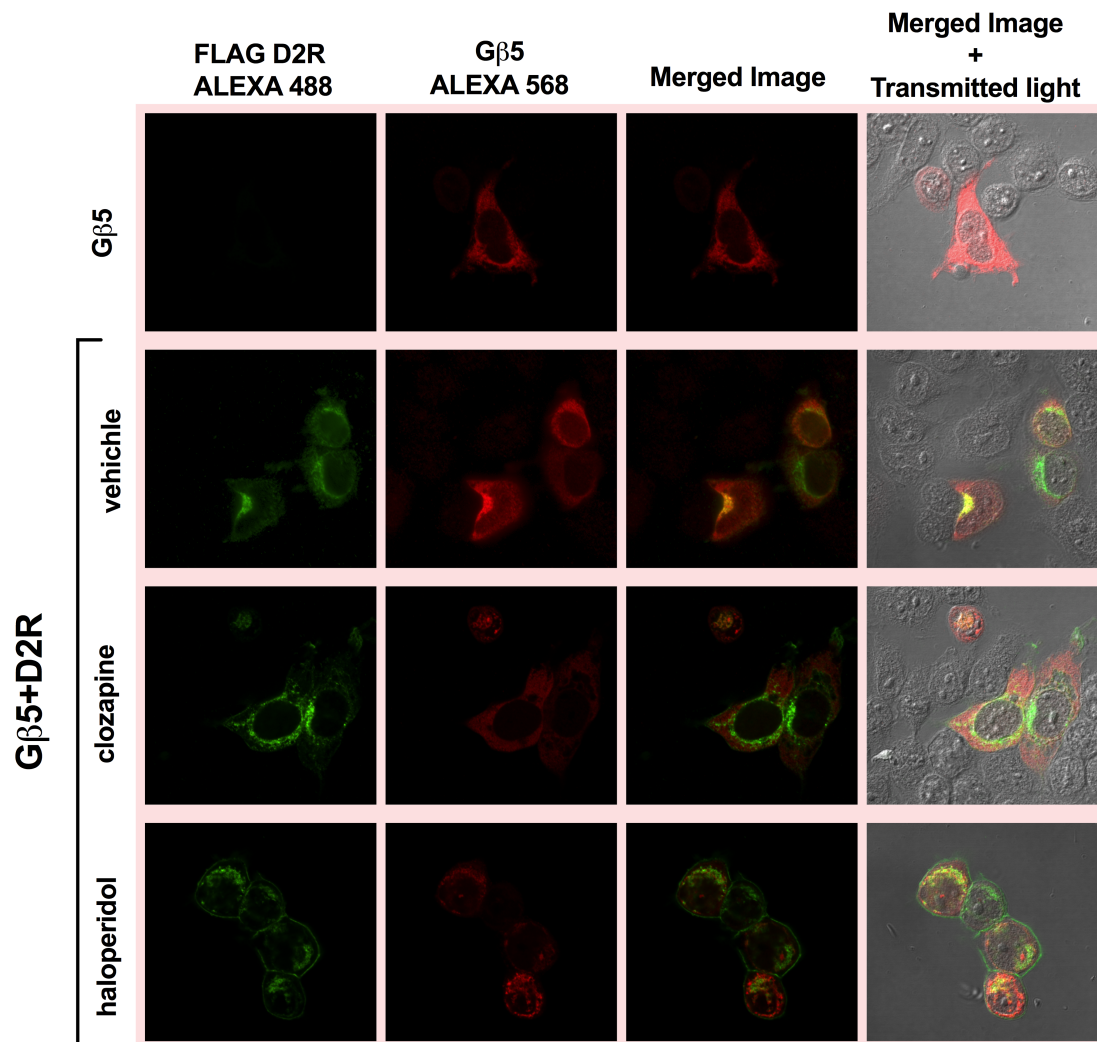 FLAG D2R
ALEXA 488
Gβ5
ALEXA 568
Merged Image
Merged Image
+
Transmitted light
Gβ5
Gβ5+D2R
vehichle
clozapine
haloperidol